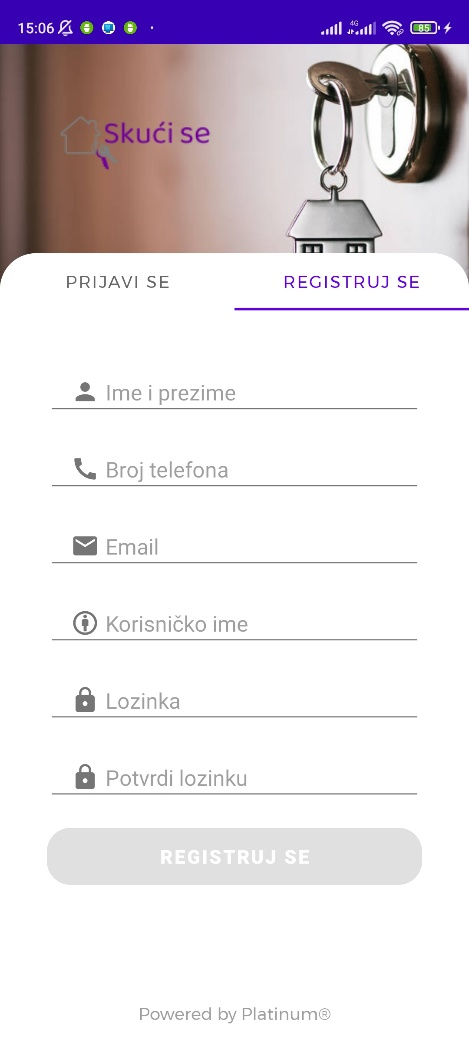 15:06
4G
85
Skući se
PRIJAVI SE
REGISTRUJ SE
Ime i prezime
Broj telefona
Email
Korisničko ime
Lozinka
Potvrdi lozinku
REGISTRUJ SE
Powered by Platinum®